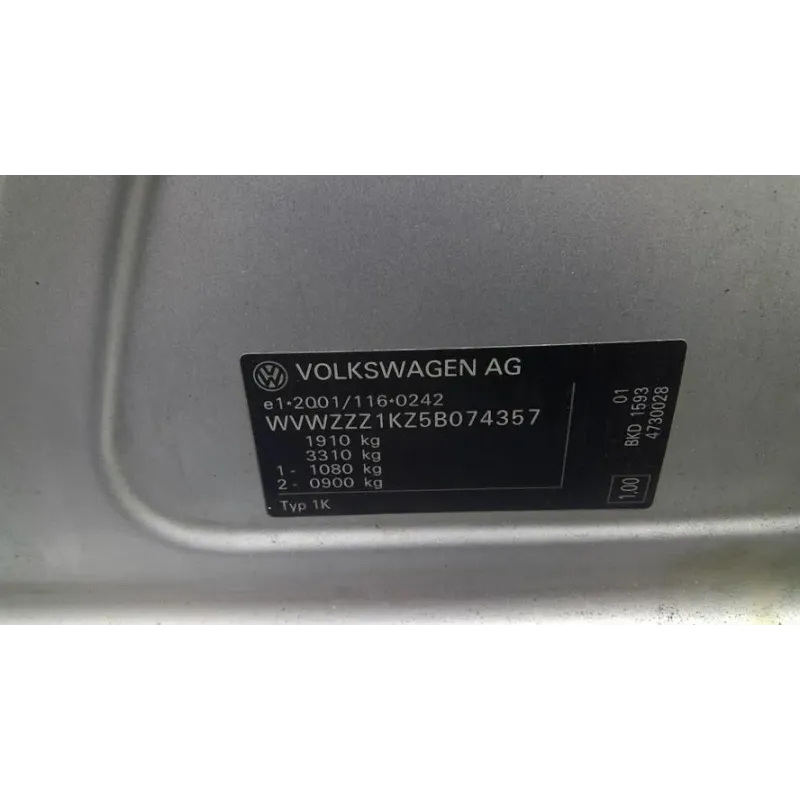 VOLKSWAGEN AG
e1*2001/116*0242
WVWZZZ1KZ5B074357
1910 kg
3310 kg
1- 1080 kg
2- 0900 kg
Typ 1K
01
BKD 1593
4730028
1,00